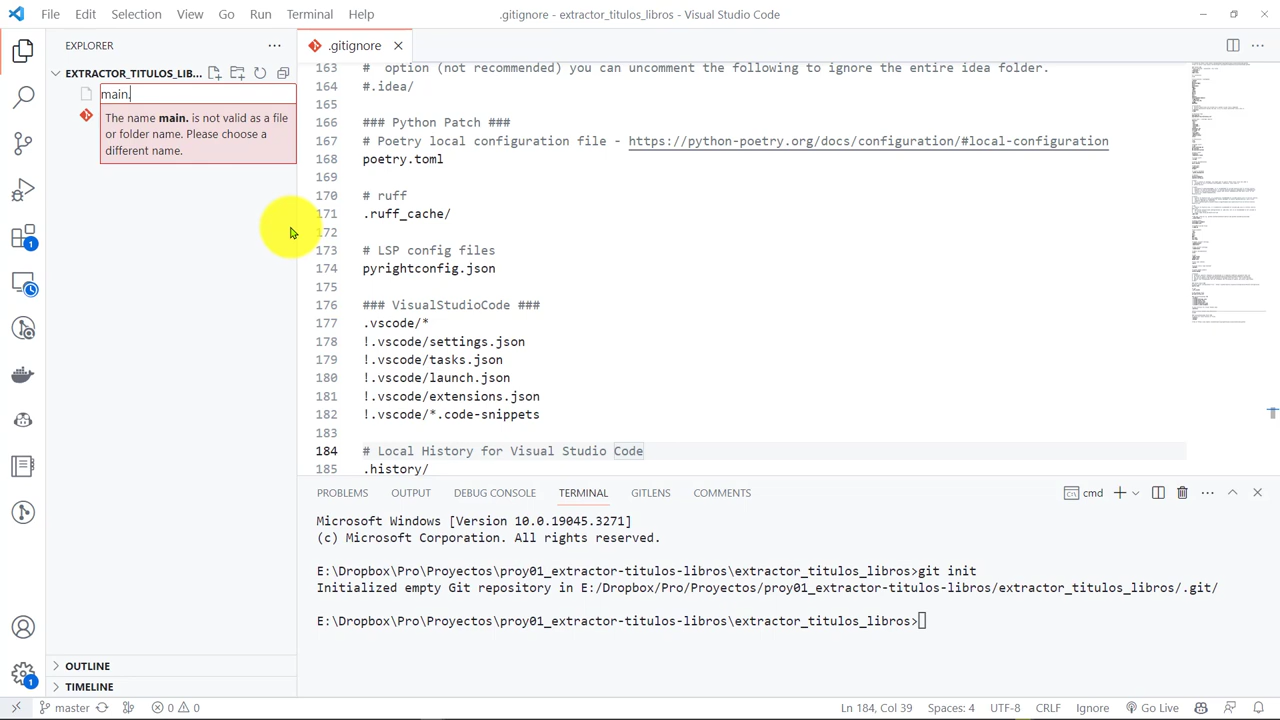 File Edit Selection View Go Run Terminal Help
.gitignore - extractor_titulos_libros - Visual Studio Code
EXPLORER
.gitignore
EXTRACTOR_TITULOS_LIB...
main.
is not valid as a file
or folder name. Please choose a
different name.
163 # option (not recommended) you can uncomment the following to ignore the entire idea folder.
164 #.idea/
165
166 ### Python Patch ###
167 # Poetry local configuration file - https://python-poetry.org/docs/configuration/#local-configurati
168 poetry.toml
169
170 # ruff
.ruff_c
# LSP config files
pyrightconfig.json
175
176 ### VisualStudioCode ###
177 .vscode/*
178 !.vscode/settings.json
179 !.vscode/tasks.json
180 !.vscode/launch.json
181 !.vscode/extensions.json
182 !.vscode/*.code-snippets
183
184 # Local History for Visual Studio Code
185 .history/
PROBLEMS OUTPUT DEBUG CONSOLE TERMINAL GITLENS COMMENTS
cmd
Microsoft Windows [Version 10.0.19045.3271]
(c) Microsoft Corporation. All rights reserved.
E:\Dropbox\Pro\Proyectos\proy01_extractor-titulos-libros\extractor_titulos_libros>git init
Initialized empty Git repository in E:/Dropbox/Pro/Proyectos/proy01_extractor-titulos-libros/extractor_titulos_libros/.git/
E:\Dropbox\Pro\Proyectos\proy01_extractor-titulos-libros\extractor_titulos_libros>
OUTLINE
TIMELINE
master 0 0 Ln 184, Col 39 Spaces: 4 UTF-8 CRLF Ignore Go Live